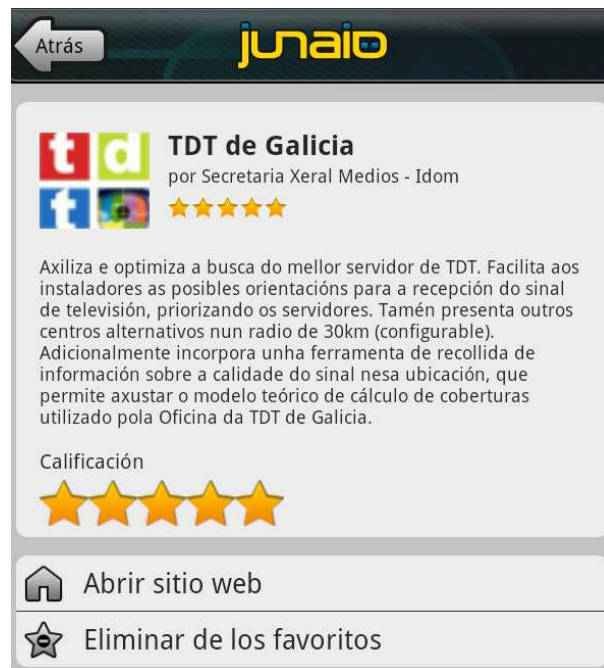 Atrás
junaio
td
t
TDT de Galicia
por Secretaria Xeral Medios - Idom
Axiliza e optimiza a busca do mellor servidor de TDT. Facilita aos
instaladores as posibles orientacións para a recepción do sinal
de televisión, priorizando os servidores. Tamén presenta outros
centros alternativos nun radio de 30km (configurable).
Adicionalmente incorpora unha ferramenta de recollida de
información sobre a calidade do sinal nesa ubicación, que
permite axustar o modelo teórico de cálculo de coberturas
utilizado pola Oficina da TDT de Galicia.
Calificación
Abrir sitio web
Eliminar de los favoritos